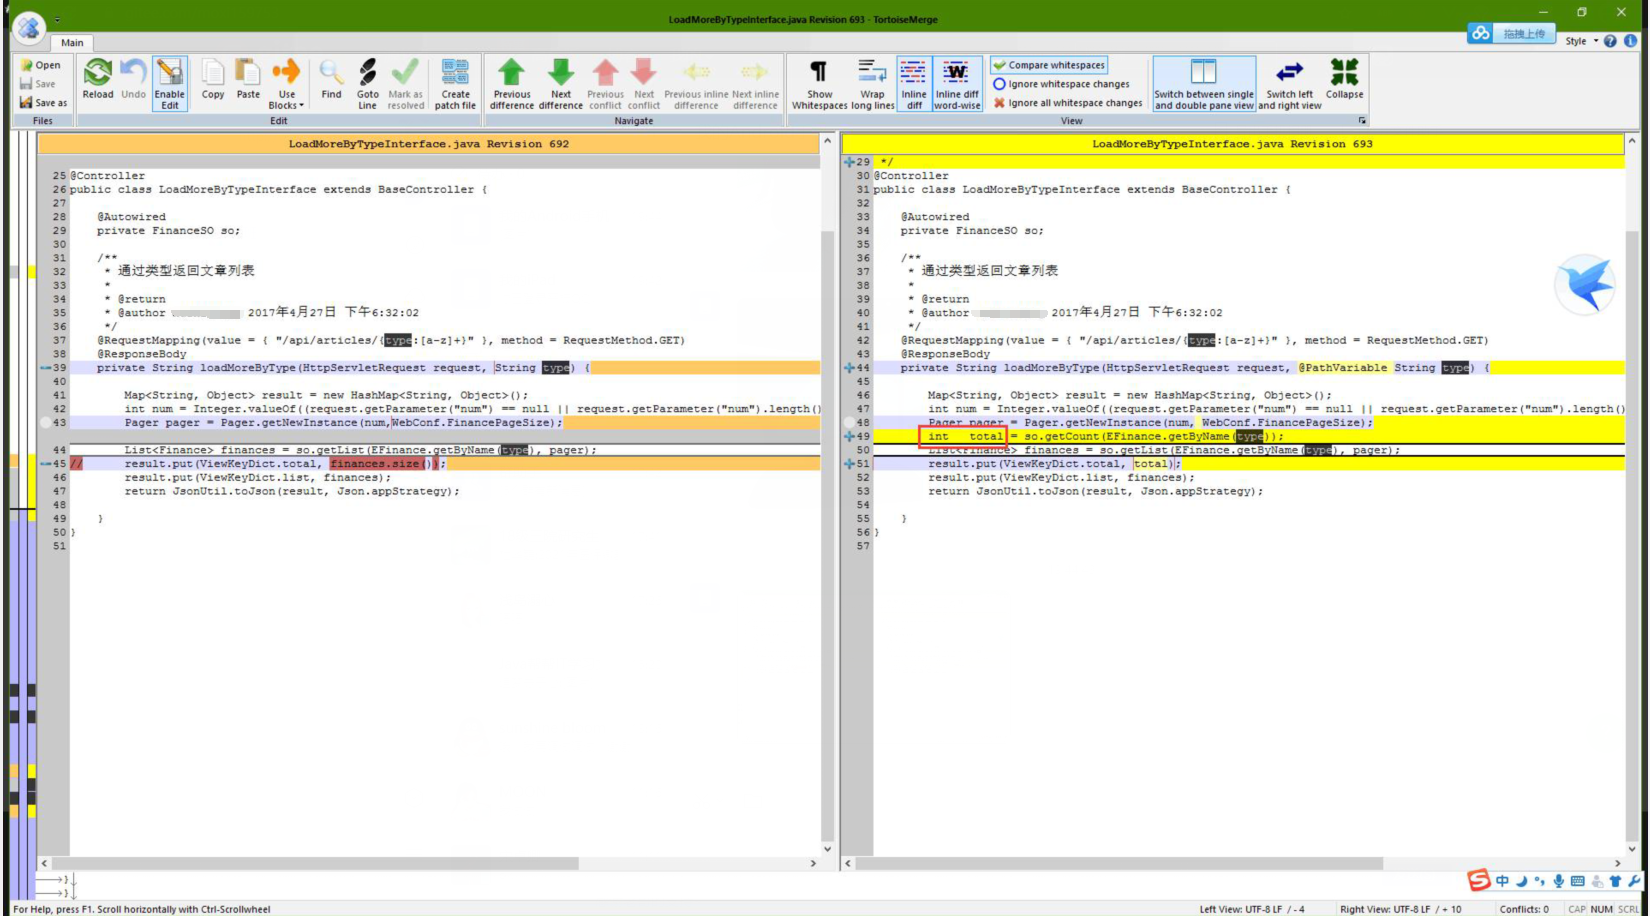 LoadMoreByTypeInterface.java Revision 693 - TortoiseMerge
拖拽上传
Main
Style
Open
Save
Save as
Reload
Undo
Enable Edit
Copy
Paste
Use Blocks
Find
Goto Line
Mark as resolved
Create patch file
Previous difference
Next difference
Previous conflict
Next conflict
Previous inline difference
Next inline difference
Show Whitespaces
Wrap long lines
Inline diff
Inline diff word-wise
Compare whitespaces
Ignore whitespace changes
Ignore all whitespace changes
Switch between single and double pane view
Switch left and right view
Collapse
Files
Edit
Navigate
View
LoadMoreByTypeInterface.java Revision 692
25 @Controller
26 public class LoadMoreByTypeInterface extends BaseController {
27
28 @Autowired
29 private FinanceSO so;
30
31 /**
32 * 通过类型返回文章列表
33 *
34 * @return
35 * @author 2017年4月27日 下午6:32:02
36 */
37 @RequestMapping(value = { "/api/articles/{type:[a-z]+}" }, method = RequestMethod.GET)
38 @ResponseBody
39 private String loadMoreByType(HttpServletRequest request, String type) {
40
41 Map<String, Object> result = new HashMap<String, Object>();
42 int num = Integer.valueOf((request.getParameter("num") == null || request.getParameter("num").length()
43 Pager pager = Pager.getNewInstance(num,WebConf.FinancePageSize);
44 List<Finance> finances = so.getList(EFinance.getByName(type), pager);
45 // result.put(ViewKeyDict.total, finances.size());
46 result.put(ViewKeyDict.list, finances);
47 return JsonUtil.toJson(result, Json.appStrategy);
48
49 }
50 }
51
LoadMoreByTypeInterface.java Revision 693
29 */
30 @Controller
31 public class LoadMoreByTypeInterface extends BaseController {
32
33 @Autowired
34 private FinanceSO so;
35
36 /**
37 * 通过类型返回文章列表
38 *
39 * @return
40 * @author 2017年4月27日 下午6:32:02
41 */
42 @RequestMapping(value = { "/api/articles/{type:[a-z]+}" }, method = RequestMethod.GET)
43 @ResponseBody
44 private String loadMoreByType(HttpServletRequest request, @PathVariable String type) {
45
46 Map<String, Object> result = new HashMap<String, Object>();
47 int num = Integer.valueOf((request.getParameter("num") == null || request.getParameter("num").length()
48 Pager pager = Pager.getNewInstance(num, WebConf.FinancePageSize);
49 int total = so.getCount(EFinance.getByName(type));
50 List<Finance> finances = so.getList(EFinance.getByName(type), pager);
51 result.put(ViewKeyDict.total, total);
52 result.put(ViewKeyDict.list, finances);
53 return JsonUtil.toJson(result, Json.appStrategy);
54
55 }
56 }
57
}
}
中
For Help, press F1. Scroll horizontally with Ctrl-Scrollwheel
Left View: UTF-8 LF / - 4
Right View: UTF-8 LF / + 10
Conflicts: 0
CAP NUM SCRL